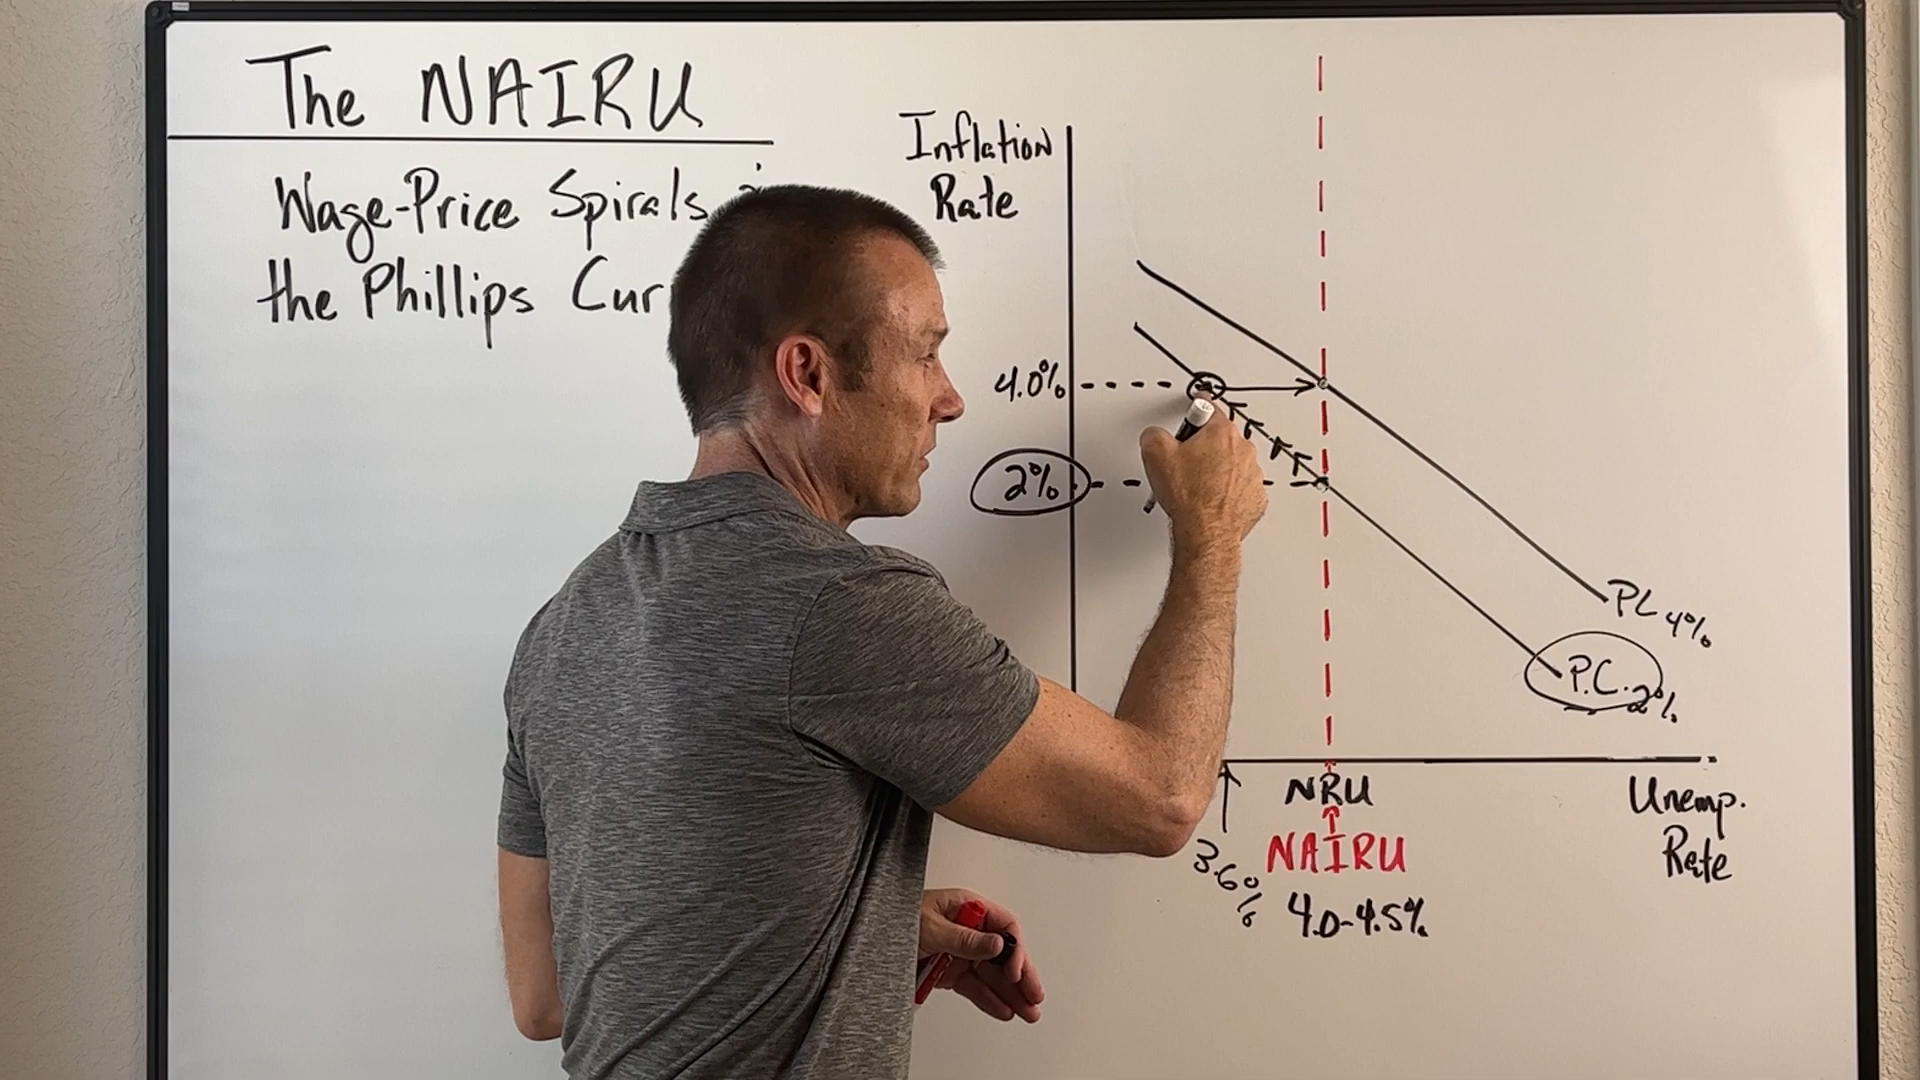 The NAIRU
Wage-Price Spirals
the Phillips Cur
Inflation
Rate
4.0%
2%
PL 4%
P.C. 2%
NRU
NAIRU
4.0-4.5%
3.6%
Unemp.
Rate